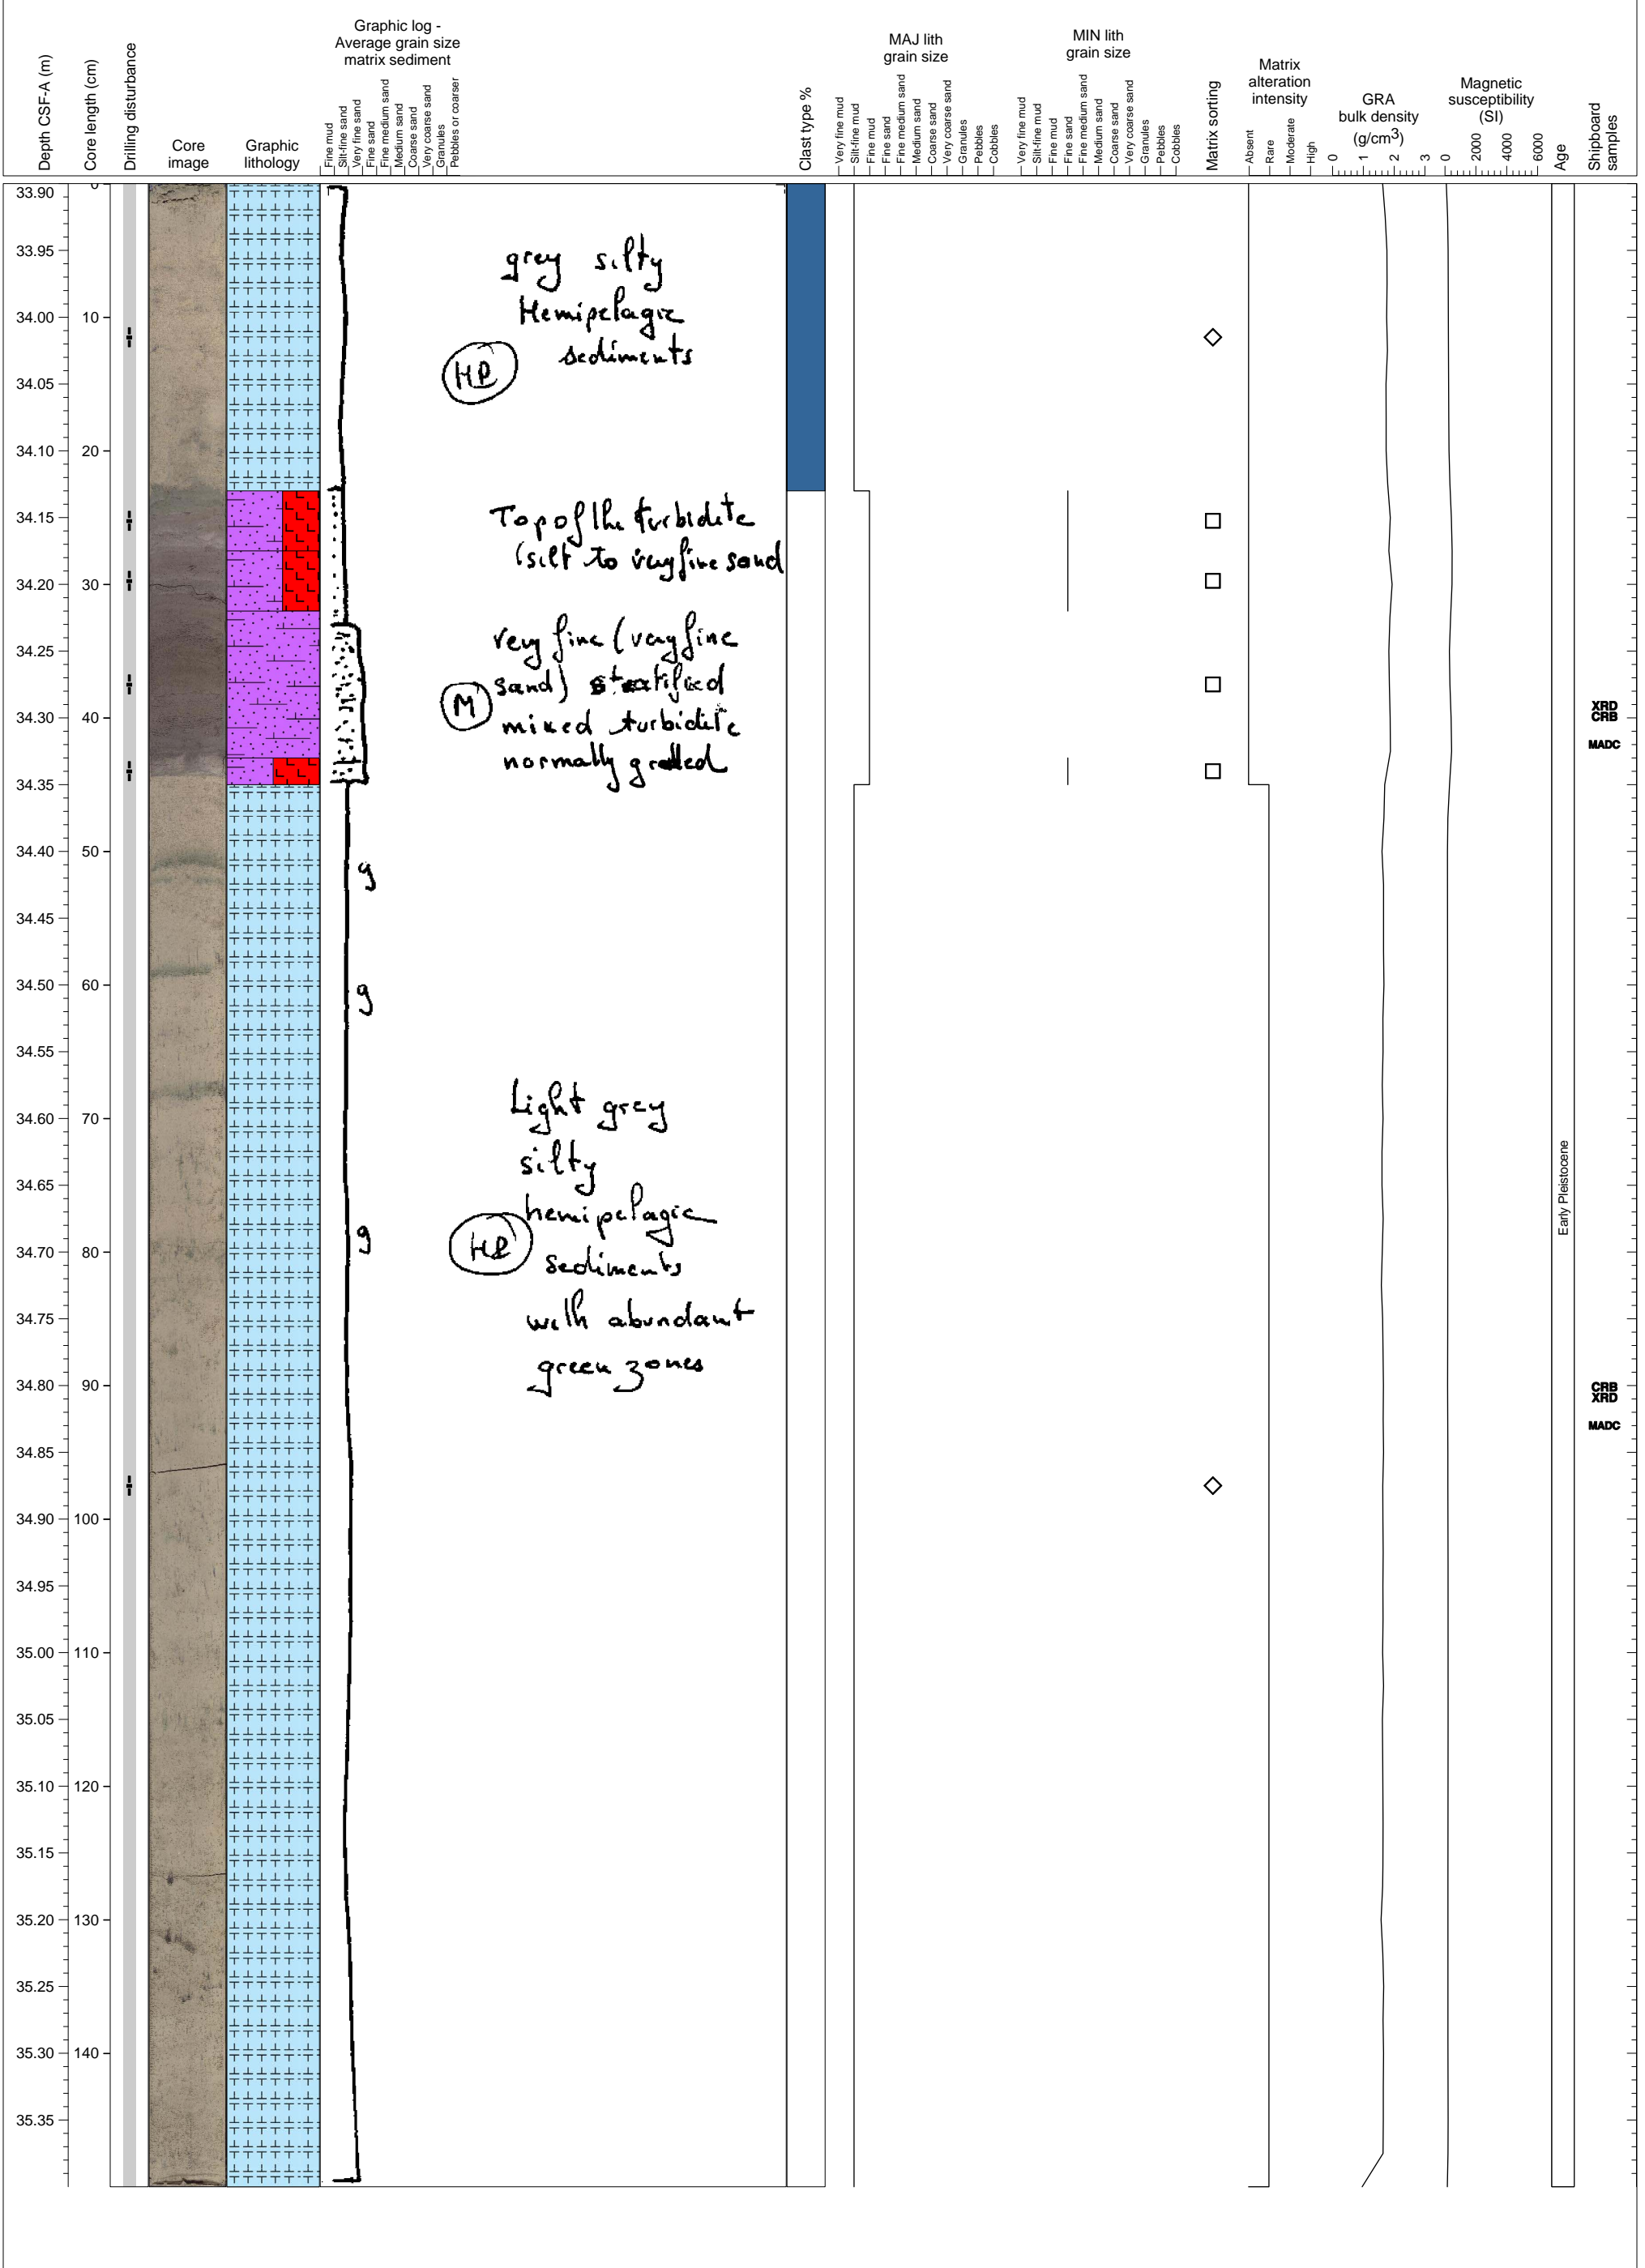 Depth CSF-A (m)
Core length (cm)
Drilling disturbance
Core
image
Graphic
lithology
Graphic log -
Average grain size
matrix sediment
Fine mud
Silt-fine sand
Very fine sand
Fine sand
Fine medium sand
Medium sand
Coarse sand
Very coarse sand
Granules
Pebbles or coarser
Clast type %
MAJ lith
grain size
Very fine mud
Silt-fine mud
Fine mud
Fine sand
Fine medium sand
Medium sand
Coarse sand
Very coarse sand
Granules
Pebbles
Cobbles
MIN lith
grain size
Very fine mud
Silt-fine mud
Fine mud
Fine sand
Fine medium sand
Medium sand
Coarse sand
Very coarse sand
Granules
Pebbles
Cobbles
Matrix sorting
Matrix
alteration
intensity
Absent
Rare
Moderate
High
GRA
bulk density
(g/cm3)
0 1 2 3
Magnetic
susceptibility
(SI)
0 2000 4000 6000
Age
Shipboard
samples
33.90 0
33.95
34.00 10
34.05
34.10 20
34.15
34.20 30
34.25
34.30 40
34.35
34.40 50
34.45
34.50 60
34.55
34.60 70
34.65
34.70 80
34.75
34.80 90
34.85
34.90 100
34.95
35.00 110
35.05
35.10 120
35.15
35.20 130
35.25
35.30 140
35.35
grey silty
Hemipelagic
sediments
HP
Top of the turbidite
(silt to very fine sand
very fine (very fine
sand) stratified
M
mixed turbidite
normally graded
g
g
g
Light grey
silty
hemipelagic
HP
sediments
with abundant
green zones
Early Pleistocene
XRD
CRB
MADC
CRB
XRD
MADC